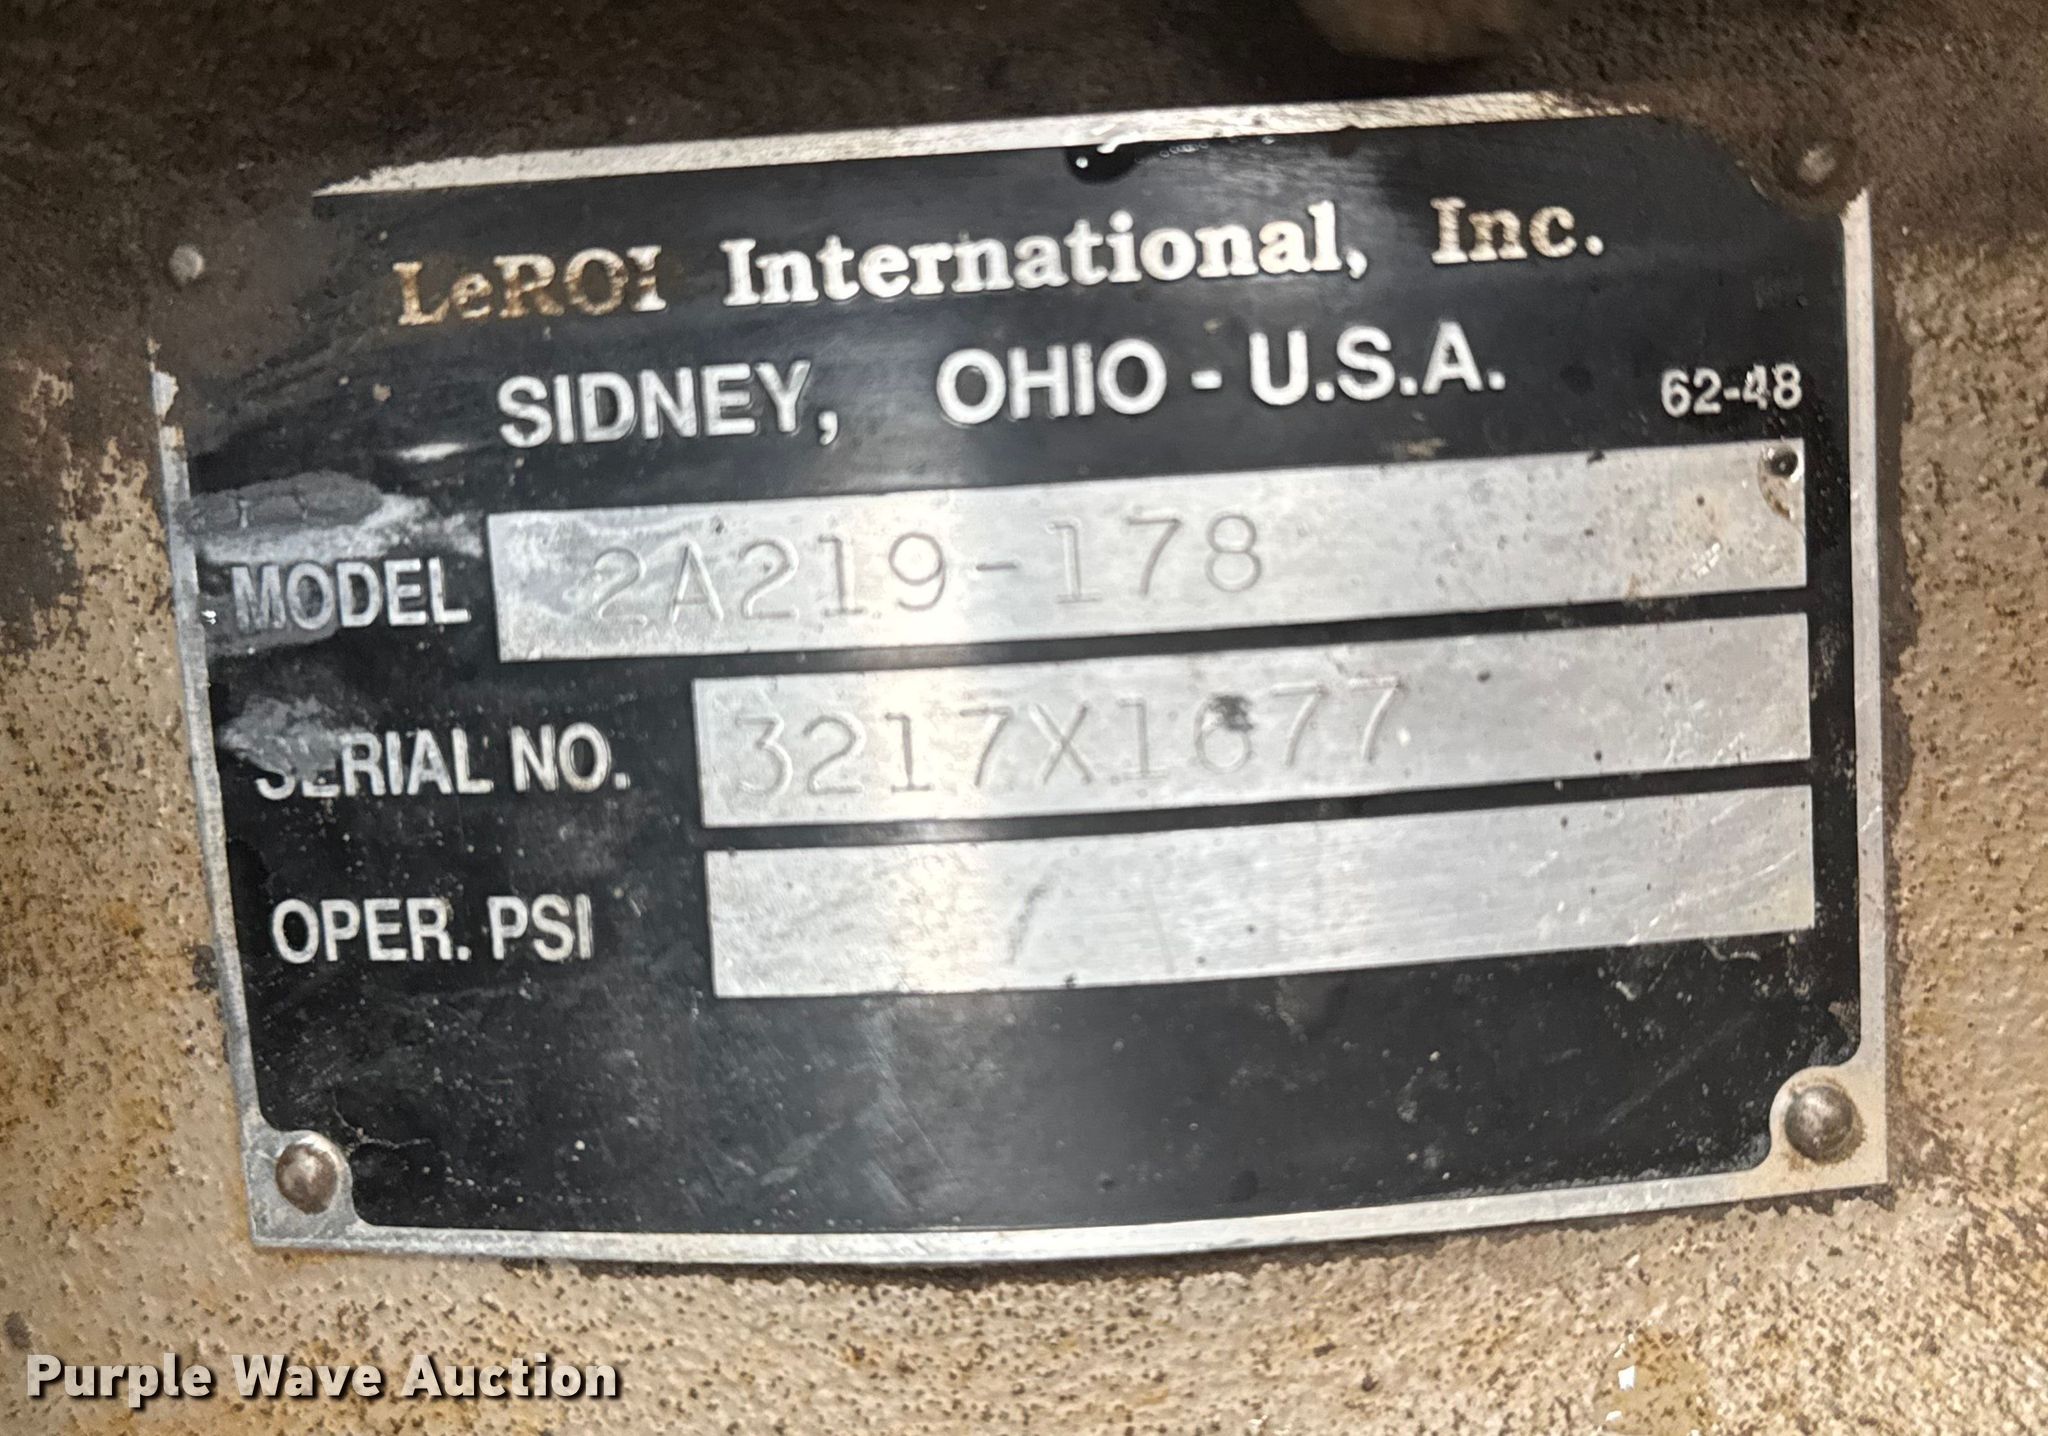 LeROI International, Inc.
SIDNEY, OHIO - U.S.A. 62-48
MODEL 2A219-178
SERIAL NO. 3217X1677
OPER. PSI
Purple Wave Auction